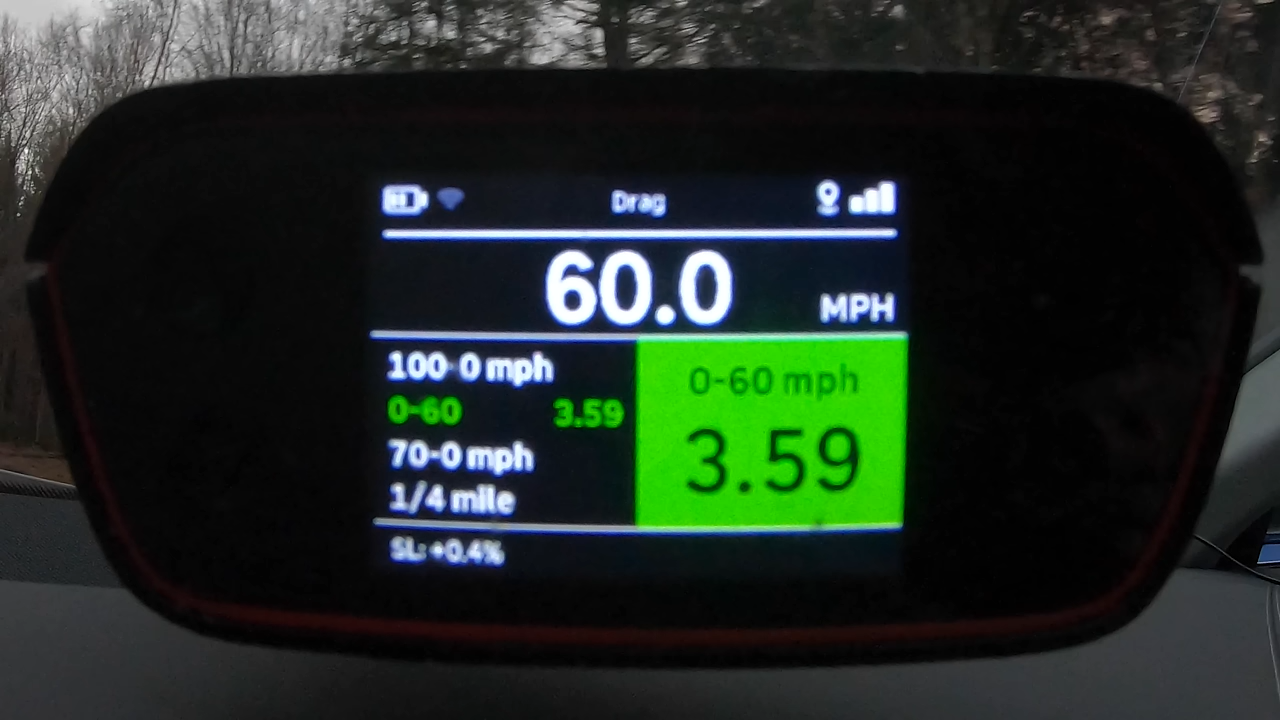 Drag
60.0 MPH
100-0 mph
0-60 3.59
70-0 mph
1/4 mile
0-60 mph
3.59
SL: +0.4%